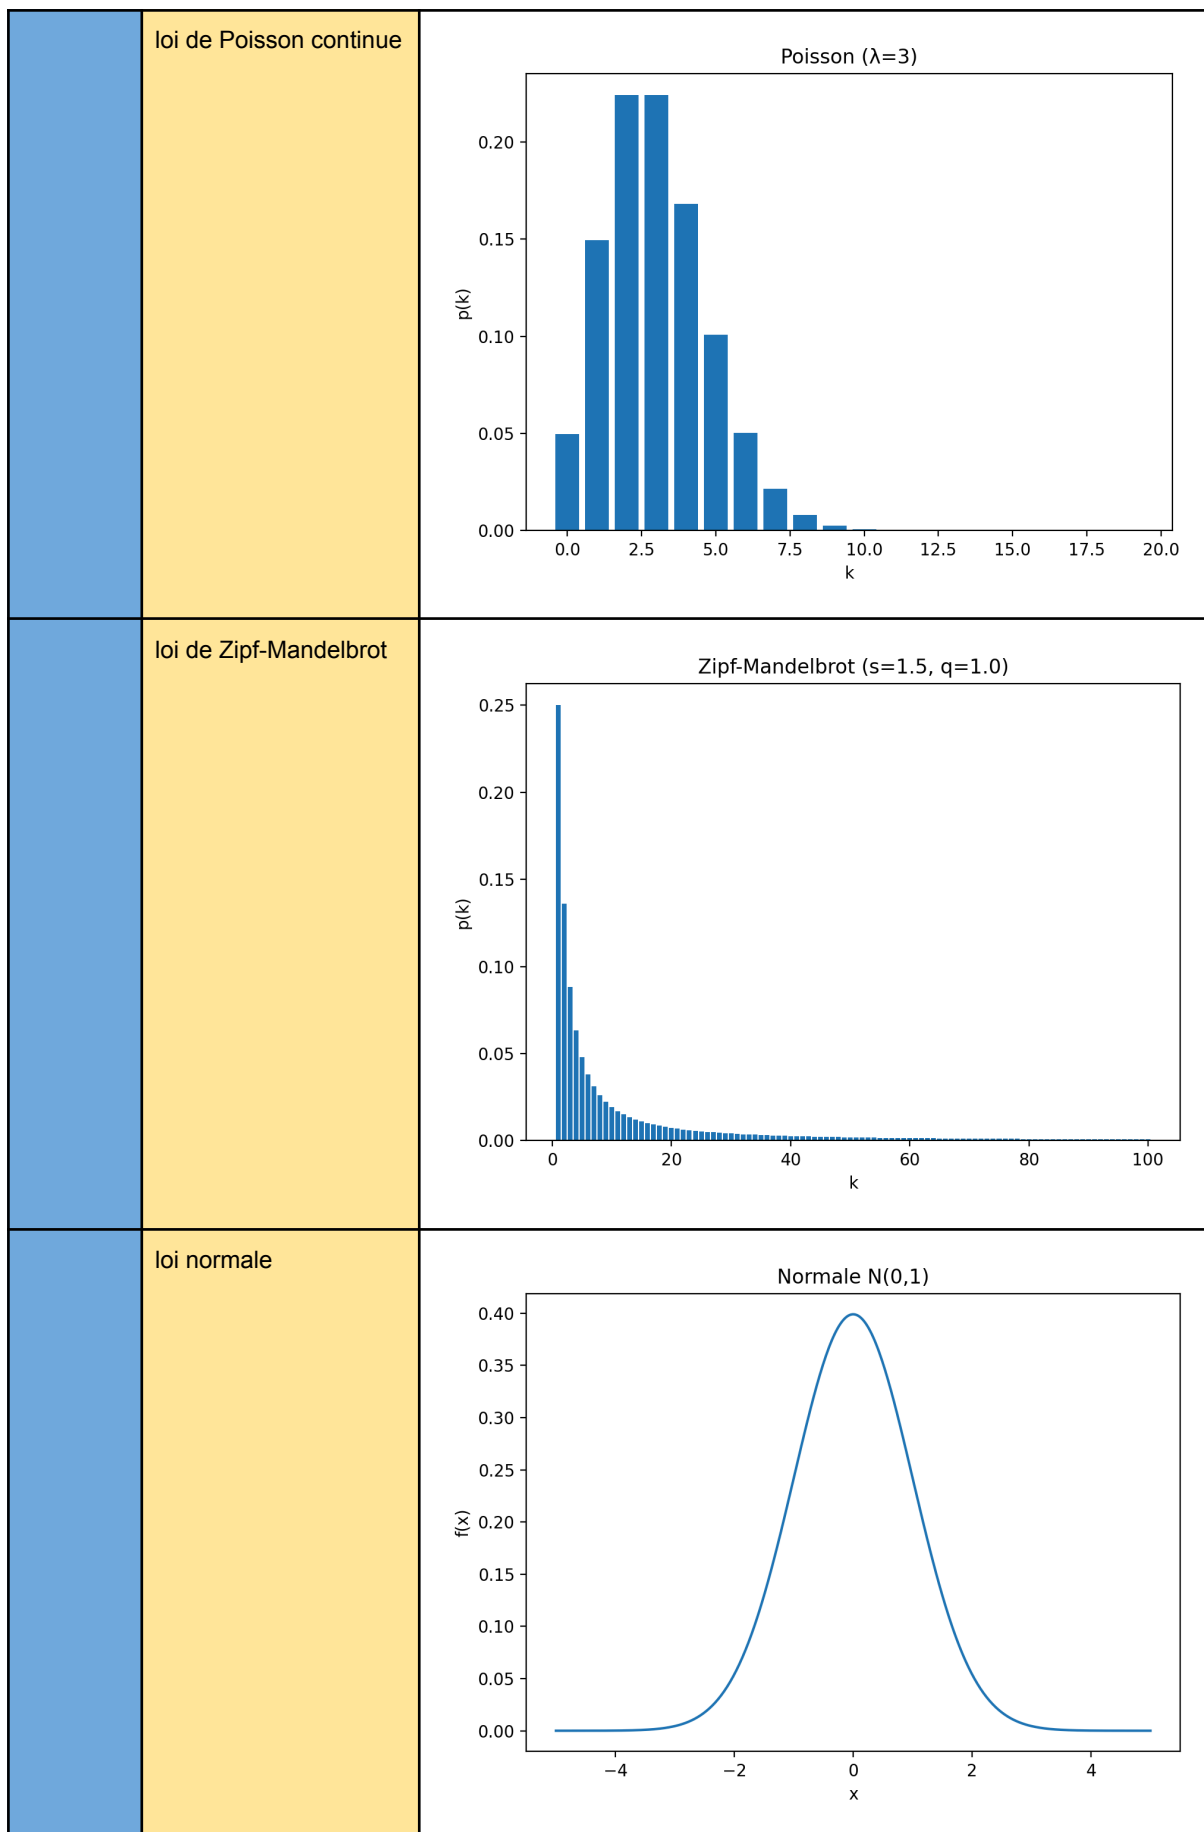 loi de Poisson continue
Poisson (λ=3)
0.20
0.15
p(k)
0.10
0.05
0.00
0.0 2.5 5.0 7.5 10.0 12.5 15.0 17.5 20.0
k
loi de Zipf-Mandelbrot
Zipf-Mandelbrot (s=1.5, q=1.0)
0.25
0.20
0.15
p(k)
0.10
0.05
0.00
0 20 40 60 80 100
k
loi normale
Normale N(0,1)
0.40
0.35
0.30
0.25
f(x)
0.20
0.15
0.10
0.05
0.00
−4 −2 0 2 4
x